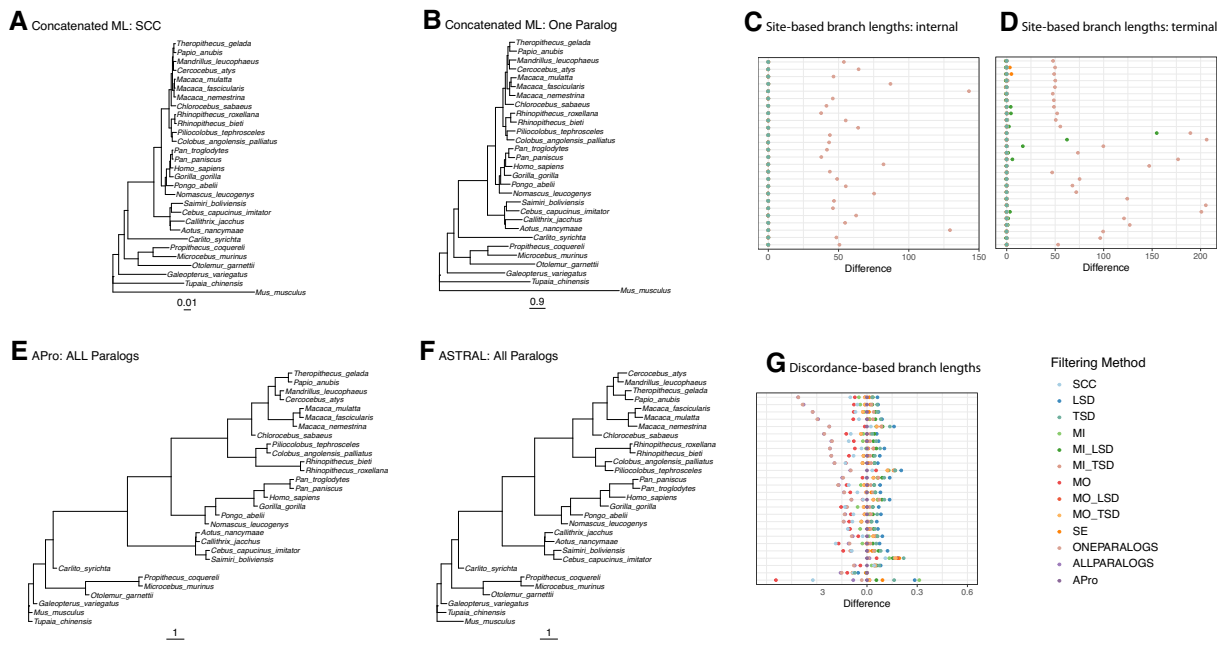 A Concatenated ML: SCC
Theropithecus_gelada
Papio_anubis
Mandrillus_leucophaeus
Cercocebus_atys
Macaca_mulatta
Macaca_fascicularis
Macaca_nemestrina
Chlorocebus_sabaeus
Rhinopithecus_roxellana
Rhinopithecus_bieti
Piliocolobus_tephrosceles
Colobus_angolensis_palliatus
Pan_troglodytes
Pan_paniscus
Homo_sapiens
Gorilla_gorilla
Pongo_abelii
Nomascus_leucogenys
Saimiri_boliviensis
Cebus_capucinus_imitator
Callithrix_jacchus
Aotus_nancymaae
Carlito_syrichta
Propithecus_coquereli
Microcebus_murinus
Otolemur_garnettii
Galeopterus_variegatus
Tupaia_chinensis
Mus_musculus
0.01
B Concatenated ML: One Paralog
Theropithecus_gelada
Papio_anubis
Mandrillus_leucophaeus
Cercocebus_atys
Macaca_mulatta
Macaca_fascicularis
Macaca_nemestrina
Chlorocebus_sabaeus
Rhinopithecus_roxellana
Rhinopithecus_bieti
Piliocolobus_tephrosceles
Colobus_angolensis_palliatus
Pan_troglodytes
Pan_paniscus
Homo_sapiens
Gorilla_gorilla
Pongo_abelii
Nomascus_leucogenys
Saimiri_boliviensis
Cebus_capucinus_imitator
Callithrix_jacchus
Aotus_nancymaae
Carlito_syrichta
Propithecus_coquereli
Microcebus_murinus
Otolemur_garnettii
Galeopterus_variegatus
Tupaia_chinensis
Mus_musculus
0.9
C Site-based branch lengths: internal
0 50 100 150
Difference
D Site-based branch lengths: terminal
0 50 100 150 200
Difference
E APro: ALL Paralogs
Theropithecus_gelada
Papio_anubis
Mandrillus_leucophaeus
Cercocebus_atys
Macaca_mulatta
Macaca_fascicularis
Macaca_nemestrina
Chlorocebus_sabaeus
Piliocolobus_tephrosceles
Colobus_angolensis_palliatus
Rhinopithecus_bieti
Rhinopithecus_roxellana
Pan_troglodytes
Pan_paniscus
Homo_sapiens
Gorilla_gorilla
Pongo_abelii
Nomascus_leucogenys
Aotus_nancymaae
Callithrix_jacchus
Cebus_capucinus_imitator
Saimiri_boliviensis
Carlito_syrichta
Propithecus_coquereli
Microcebus_murinus
Otolemur_garnettii
Galeopterus_variegatus
Mus_musculus
Tupaia_chinensis
1
F ASTRAL: All Paralogs
Cercocebus_atys
Mandrillus_leucophaeus
Theropithecus_gelada
Papio_anubis
Macaca_fascicularis
Macaca_mulatta
Macaca_nemestrina
Chlorocebus_sabaeus
Rhinopithecus_roxellana
Rhinopithecus_bieti
Colobus_angolensis_palliatus
Piliocolobus_tephrosceles
Pan_paniscus
Pan_troglodytes
Homo_sapiens
Gorilla_gorilla
Pongo_abelii
Nomascus_leucogenys
Callithrix_jacchus
Aotus_nancymaae
Saimiri_boliviensis
Cebus_capucinus_imitator
Carlito_syrichta
Propithecus_coquereli
Microcebus_murinus
Otolemur_garnettii
Galeopterus_variegatus
Tupaia_chinensis
Mus_musculus
1
G Discordance-based branch lengths
3 0.0 0.3 0.6
Difference
Filtering Method
SCC
LSD
TSD
MI
MI_LSD
MI_TSD
MO
MO_LSD
MO_TSD
SE
ONEPARALOGS
ALLPARALOGS
APro